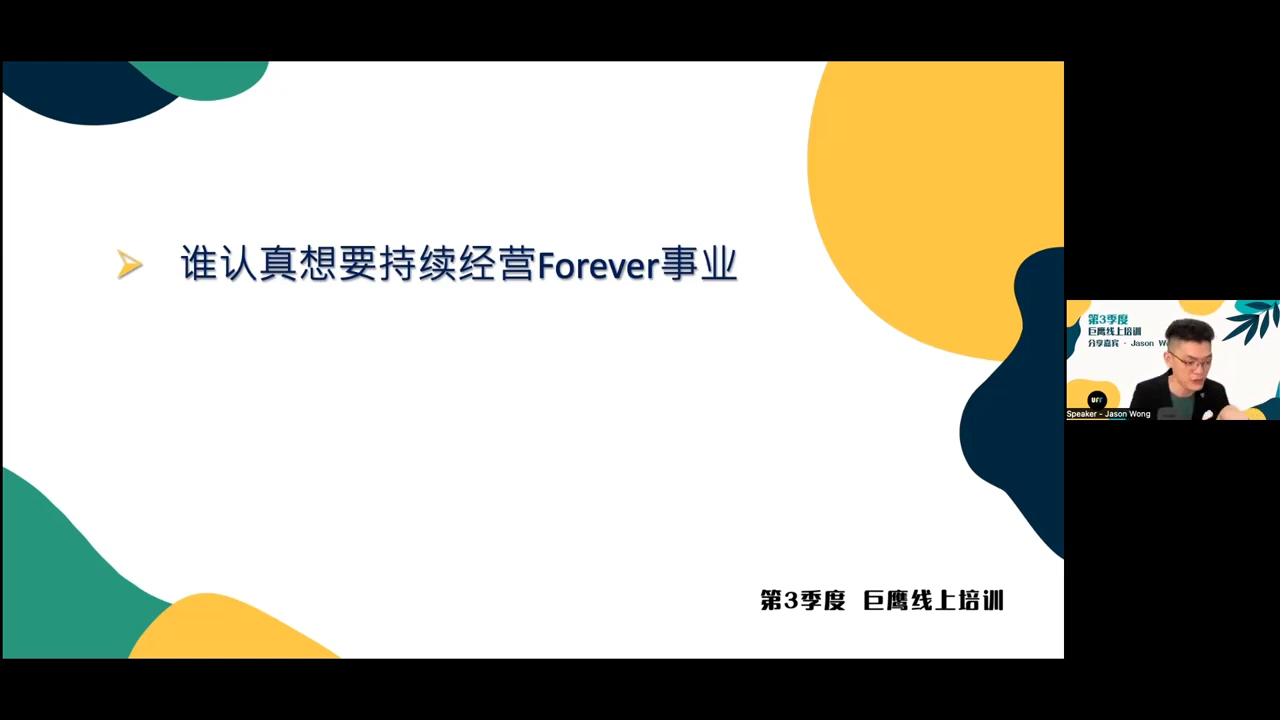 谁认真想要持续经营Forever事业
第3季度 巨鹰线上培训
第3季度
巨鹰线上培训
分享嘉宾 - Jason W
Speaker - Jason Wong